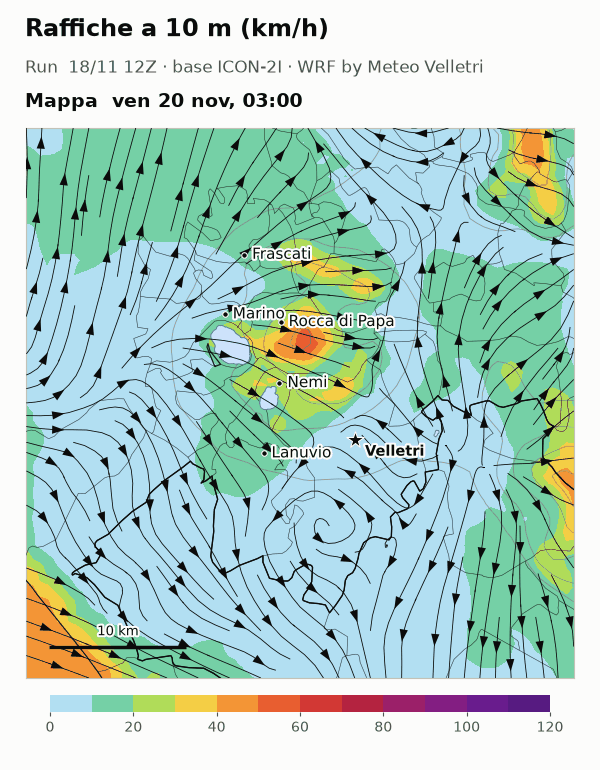 Raffiche a 10 m (km/h)
Run  18/11 12Z · base ICON-2I · WRF by Meteo Velletri
Mappa  ven 20 nov, 03:00
Frascati
Marino
Rocca di Papa
Nemi
Velletri
Lanuvio
10 km
0 20 40 60 80 100 120